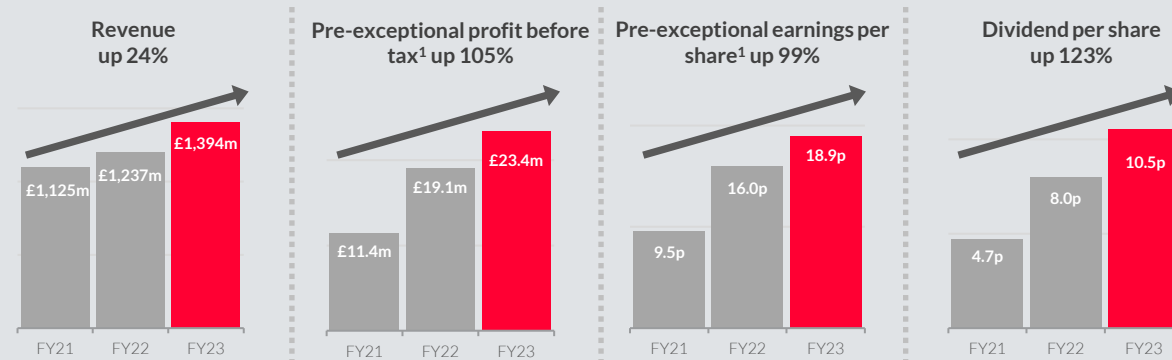 Revenue
up 24%
£1,125m
£1,237m
£1,394m
FY21 FY22 FY23
Pre-exceptional profit before
tax¹ up 105%
£11.4m
£19.1m
£23.4m
FY21 FY22 FY23
Pre-exceptional earnings per
share¹ up 99%
9.5p
16.0p
18.9p
FY21 FY22 FY23
Dividend per share
up 123%
4.7p
8.0p
10.5p
FY21 FY22 FY23